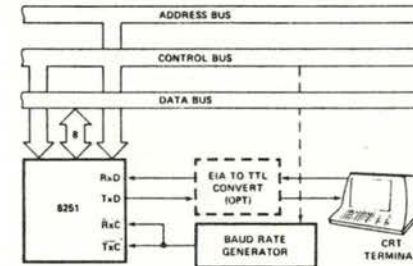 ADDRESS BUS
CONTROL BUS
DATA BUS
8
8251
RxD
TxD
RxC
TxC
EIA TO TTL
CONVERT
(OPT)
BAUD RATE
GENERATOR
CRT
TERMINA